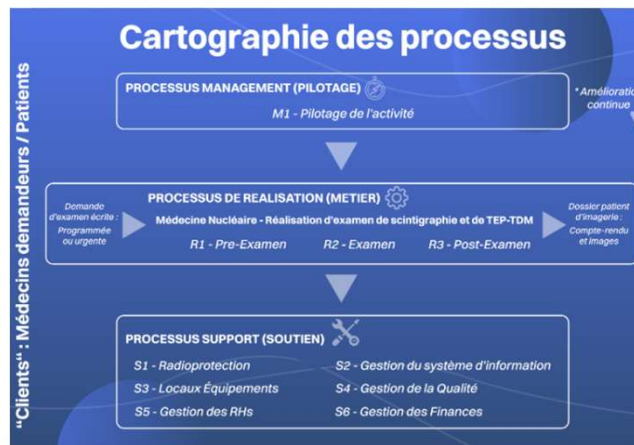 Cartographie des processus
"Clients" : Médecins demandeurs / Patients
PROCESSUS MANAGEMENT (PILOTAGE)
M1 - Pilotage de l'activité
*Amélioratio
continue
PROCESSUS DE REALISATION (METIER)
Demande
d'examen écrite :
Programmée
ou urgente
Médecine Nucléaire - Réalisation d'examen de scintigraphie et de TEP-TDM
R1 - Pre-Examen
R2 - Examen
R3 - Post-Examen
Dossier patient
d'imagerie :
Compte-rendu
et images
PROCESSUS SUPPORT (SOUTIEN)
S1 - Radioprotection
S2 - Gestion du système d'information
S3 - Locaux Équipements
S4 - Gestion de la Qualité
S5 - Gestion des RHs
S6 - Gestion des Finances